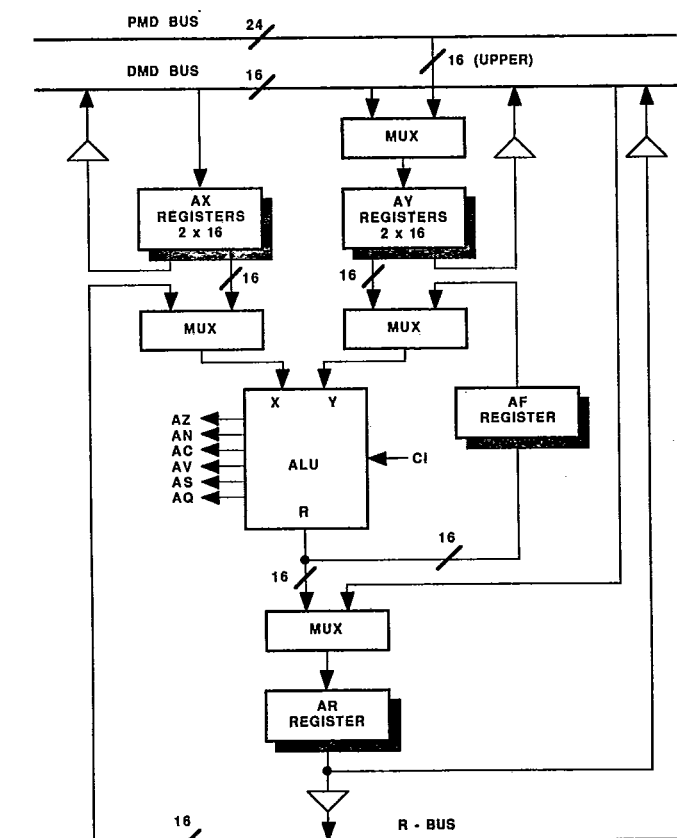 PMD BUS
24
16 (UPPER)
DMD BUS
16
MUX
AX
REGISTERS
2 x 16
AY
REGISTERS
2 x 16
16
16
MUX
MUX
X
Y
AF
REGISTER
AZ
AN
AC
AV
AS
AQ
ALU
CI
R
16
16
MUX
AR
REGISTER
16
R - BUS